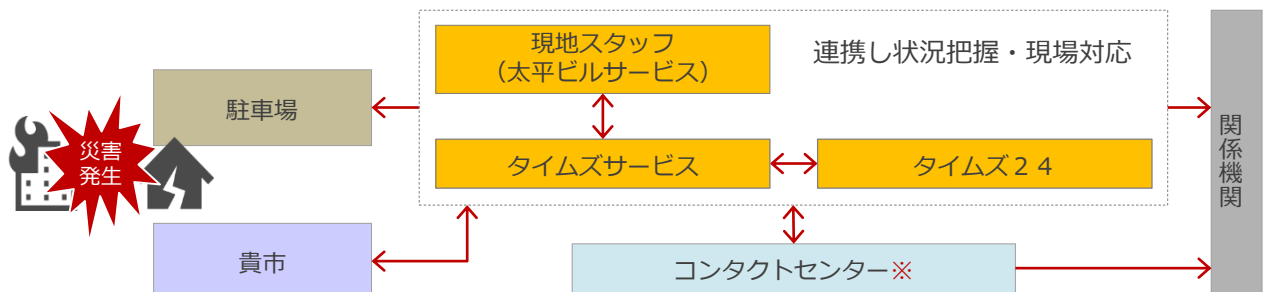 現地スタッフ
（太平ビルサービス）
連携し状況把握・現場対応
駐車場
災害
発生
タイムズサービス
タイムズ２４
関係機関
貴市
コンタクトセンター※